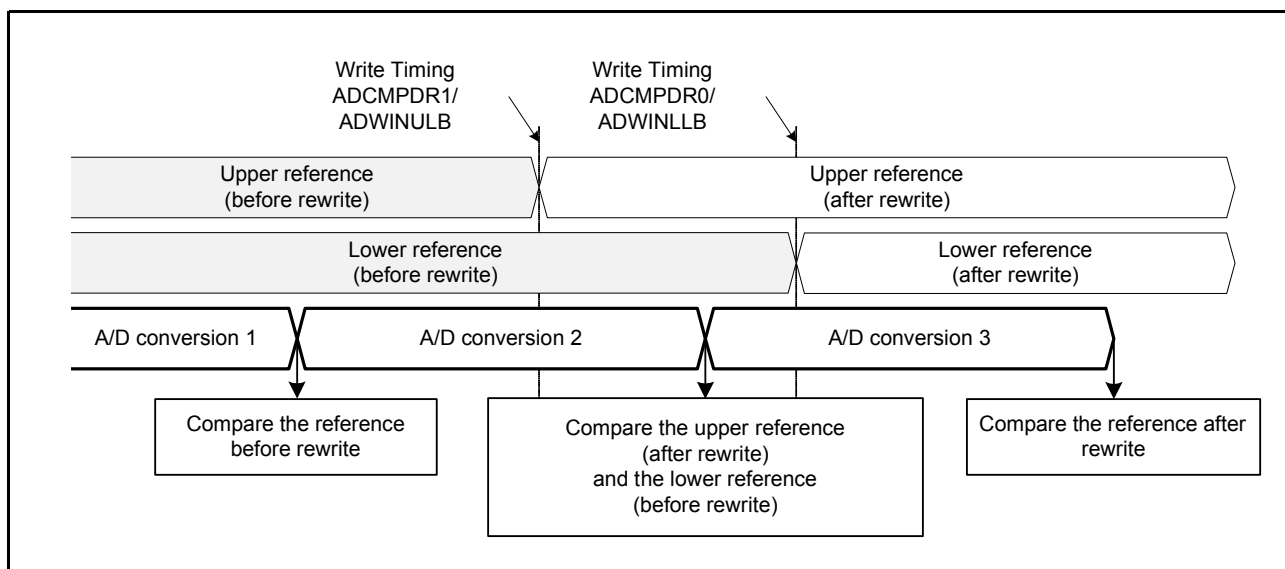 Write Timing
ADCMPDR1/
ADWINULB
Write Timing
ADCMPDR0/
ADWINLLB
Upper reference
(before rewrite)
Upper reference
(after rewrite)
Lower reference
(before rewrite)
Lower reference
(after rewrite)
A/D conversion 1
A/D conversion 2
A/D conversion 3
Compare the reference
before rewrite
Compare the upper reference
(after rewrite)
and the lower reference
(before rewrite)
Compare the reference after
rewrite